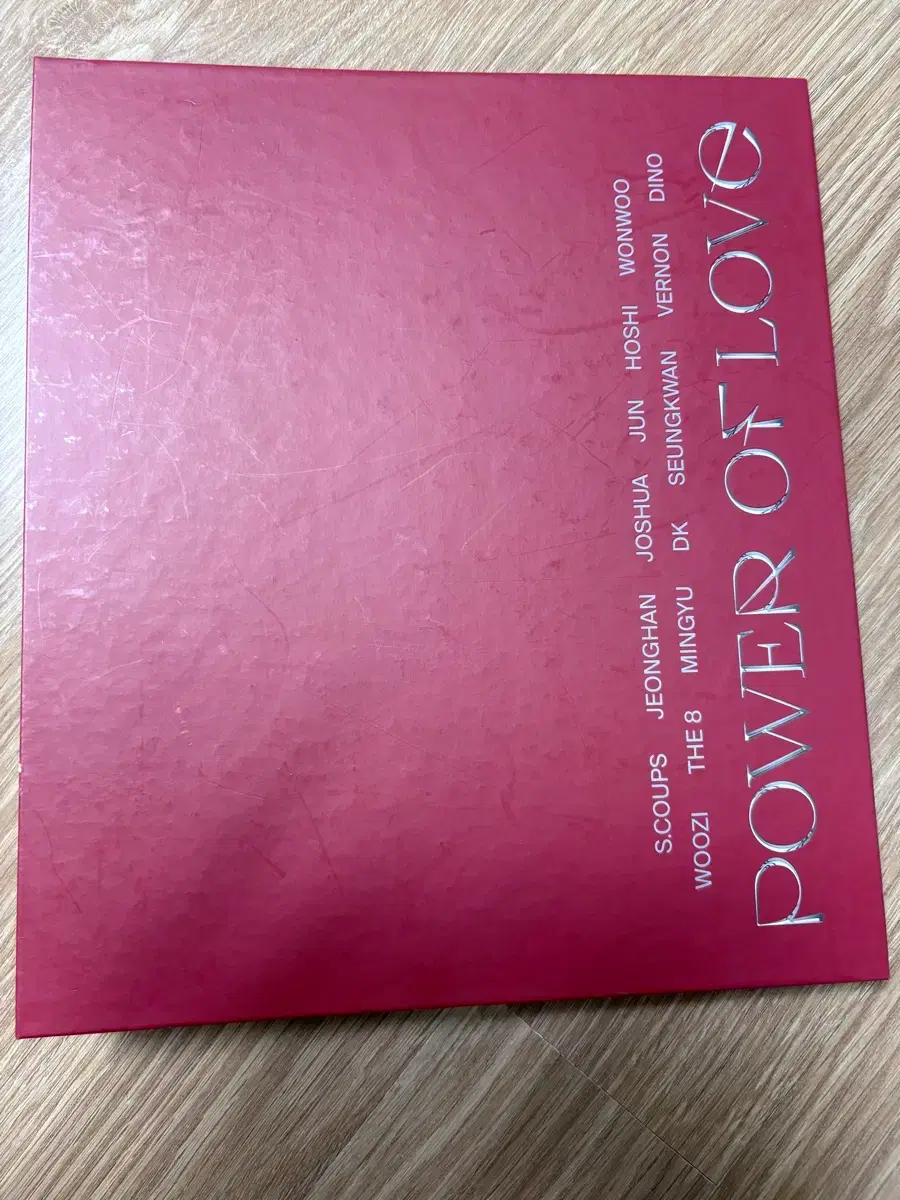 S.COUPS JEONGHAN JOSHUA JUN HOSHI WONWOO
WOOZI THE 8 MINGYU DK SEUNGKWAN VERNON DINO
POWER OF LOVE